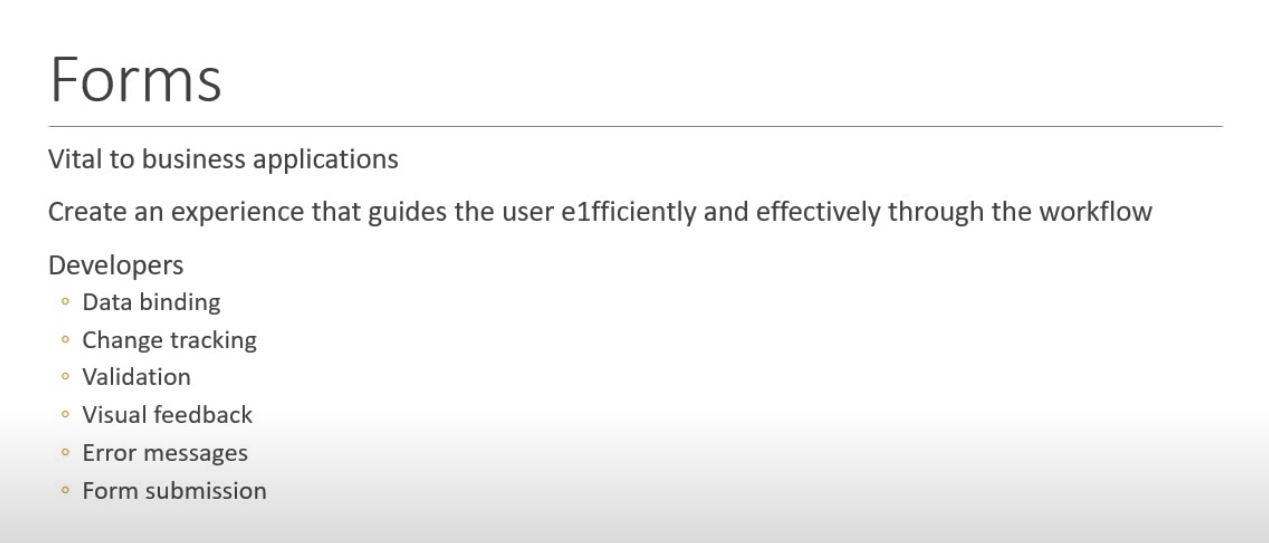 Forms
Vital to business applications
Create an experience that guides the user e1fficiently and effectively through the workflow
Developers
Data binding
Change tracking
Validation
Visual feedback
Error messages
Form submission